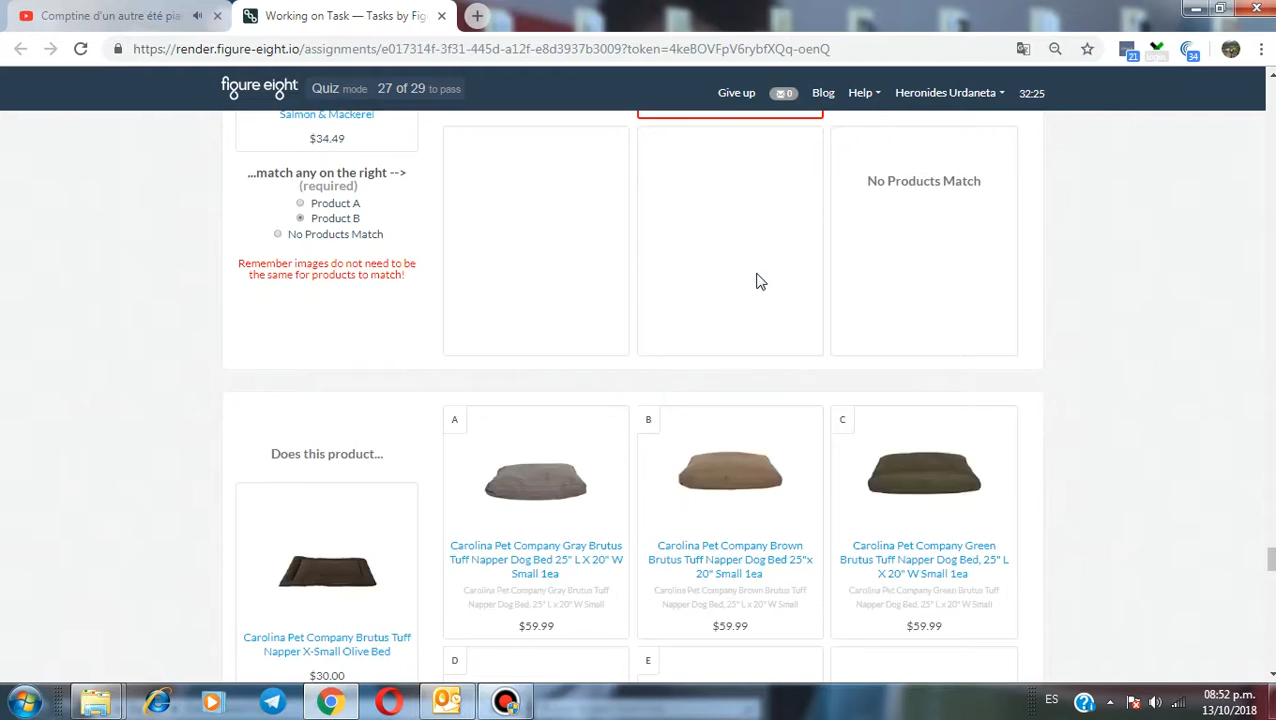 Comptine d'un autre été pia
Working on Task — Tasks by Fig
https://render.figure-eight.io/assignments/e017314f-3f31-445d-a12f-e8d3937b3009?token=4keBOVFpV6rybfXQq-oenQ
21
34
figure eight
Quiz mode 27 of 29 to pass
Give up
0
Blog
Help
Heronides Urdaneta
32:25
Salmon & Mackerel
$34.49
...match any on the right -->
(required)
Product A
Product B
No Products Match
Remember images do not need to be
the same for products to match!
No Products Match
Does this product...
Carolina Pet Company Brutus Tuff
Napper X-Small Olive Bed
$30.00
A
Carolina Pet Company Gray Brutus
Tuff Napper Dog Bed 25" L X 20" W
Small 1ea
Carolina Pet Company Gray Brutus Tuff
Napper Dog Bed, 25" L x 20" W Small
$59.99
B
Carolina Pet Company Brown
Brutus Tuff Napper Dog Bed 25"x
20" Small 1ea
Carolina Pet Company Brown Brutus Tuff
Napper Dog Bed, 25" L x 20" W Small
$59.99
C
Carolina Pet Company Green
Brutus Tuff Napper Dog Bed, 25" L
X 20" W Small 1ea
Carolina Pet Company Green Brutus Tuff
Napper Dog Bed, 25" L x 20" W Small
$59.99
D
E
ES
08:52 p.m.
13/10/2018